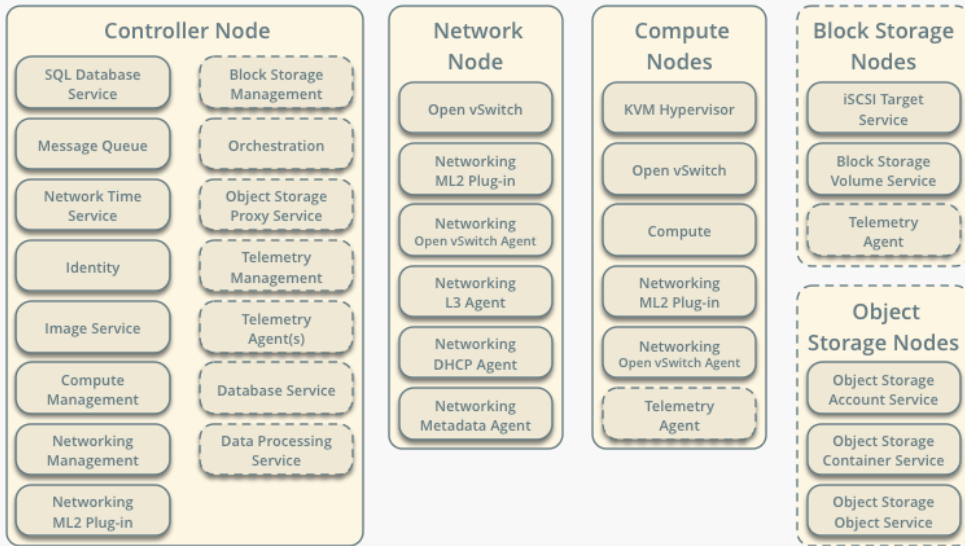 Controller Node
SQL Database
Service
Message Queue
Network Time
Service
Identity
Image Service
Compute
Management
Networking
Management
Networking
ML2 Plug-in
Block Storage
Management
Orchestration
Object Storage
Proxy Service
Telemetry
Management
Telemetry
Agent(s)
Database Service
Data Processing
Service
Network
Node
Open vSwitch
Networking
ML2 Plug-in
Networking
Open vSwitch Agent
Networking
L3 Agent
Networking
DHCP Agent
Networking
Metadata Agent
Compute
Nodes
KVM Hypervisor
Open vSwitch
Compute
Networking
ML2 Plug-in
Networking
Open vSwitch Agent
Telemetry
Agent
Block Storage
Nodes
iSCSI Target
Service
Block Storage
Volume Service
Telemetry
Agent
Object
Storage Nodes
Object Storage
Account Service
Object Storage
Container Service
Object Storage
Object Service